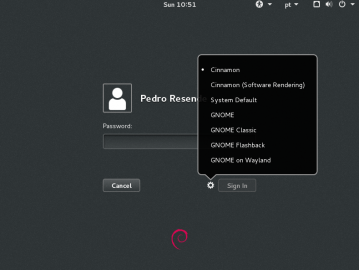 Sun 10:51
pt
Cinnamon
Cinnamon (Software Rendering)
System Default
GNOME
GNOME Classic
GNOME Flashback
GNOME on Wayland
Pedro Resende
Password:
Cancel
Sign In